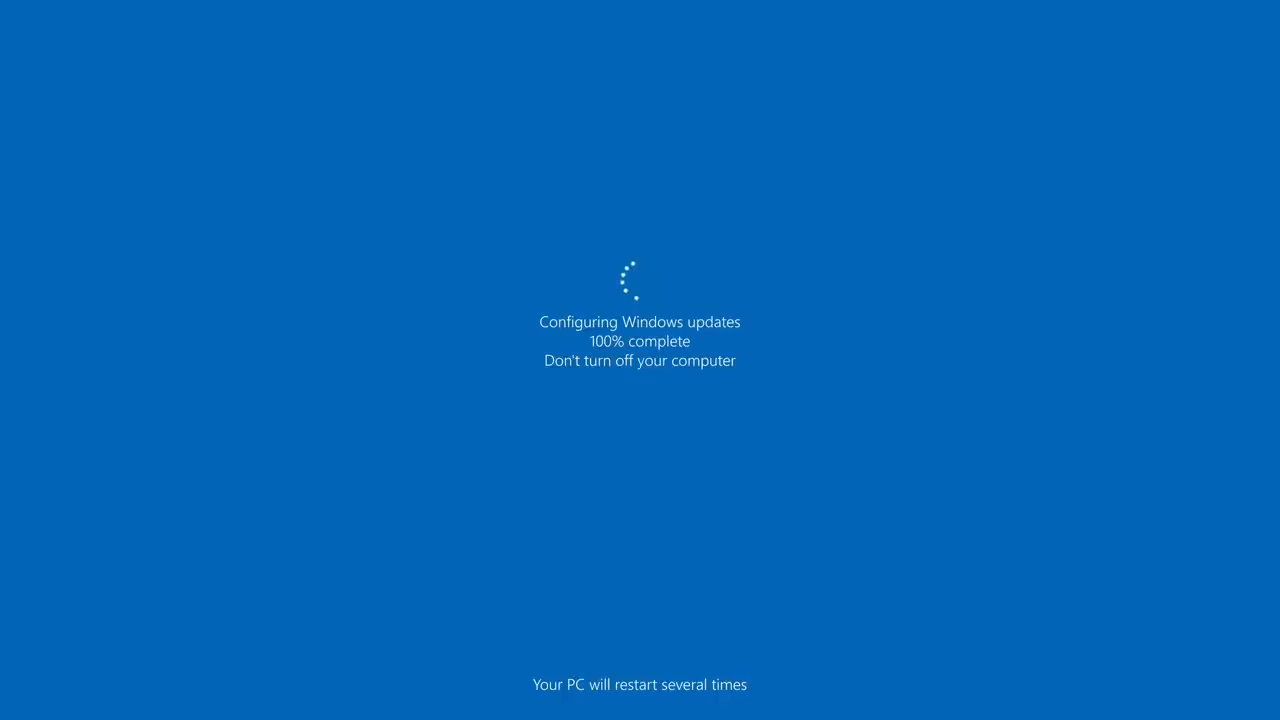 Configuring Windows updates
100% complete
Don't turn off your computer
Your PC will restart several times